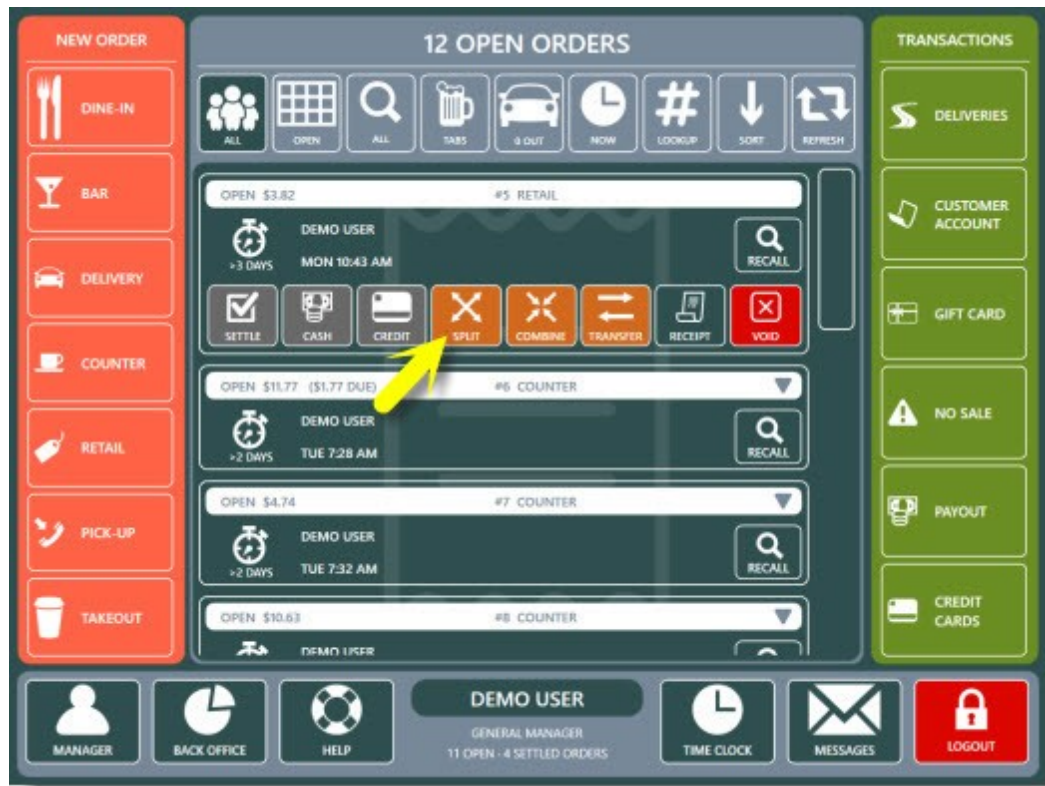 NEW ORDER
DINE-IN
BAR
DELIVERY
COUNTER
RETAIL
PICK-UP
TAKEOUT
12 OPEN ORDERS
ALL
OPEN
ALL
TABS
0 OUT
NOW
#
LOOKUP
SORT
REFRESH
OPEN $3.82 #5 RETAIL
DEMO USER
>3 DAYS
MON 10:43 AM
RECALL
SETTLE
CASH
CREDIT
SPLIT
COMBINE
TRANSFER
RECEIPT
VOID
OPEN $11.77 ($1.77 DUE) #6 COUNTER
DEMO USER
>2 DAYS
TUE 7:28 AM
RECALL
OPEN $4.74 #7 COUNTER
DEMO USER
>2 DAYS
TUE 7:32 AM
RECALL
OPEN $10.63 #8 COUNTER
DEMO USER
TRANSACTIONS
DELIVERIES
CUSTOMER
ACCOUNT
GIFT CARD
NO SALE
PAYOUT
CREDIT
CARDS
MANAGER
BACK OFFICE
HELP
DEMO USER
GENERAL MANAGER
11 OPEN - 4 SETTLED ORDERS
TIME CLOCK
MESSAGES
LOGOUT